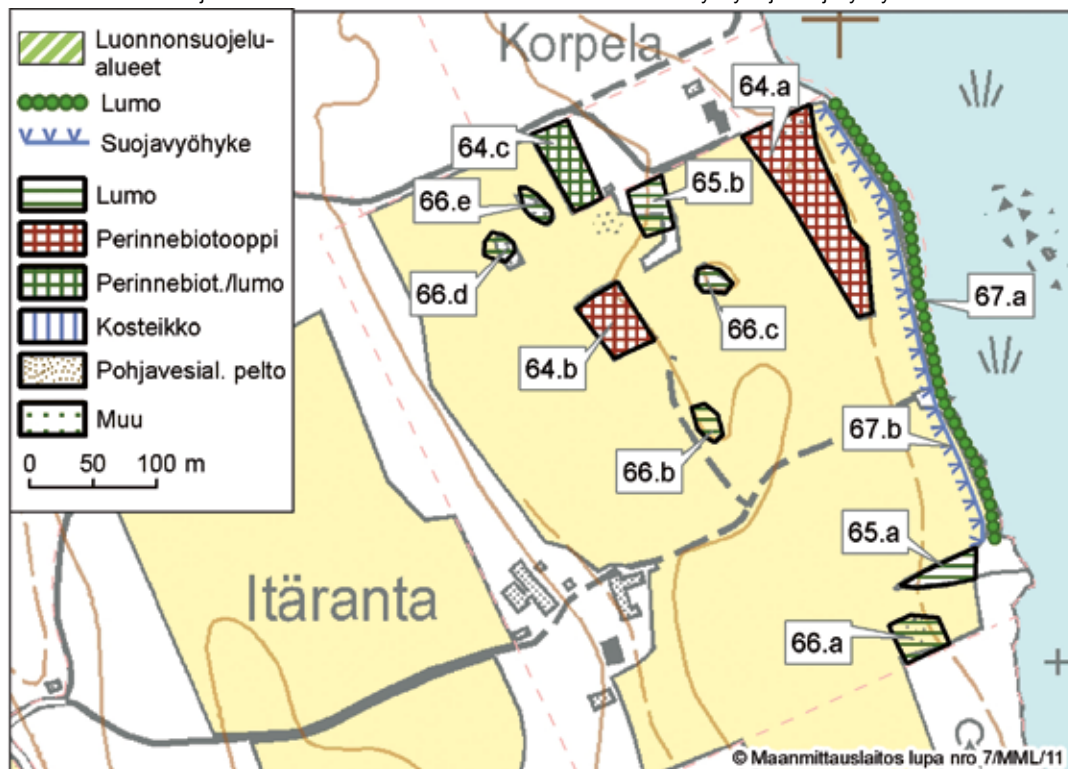 Luonnonsuojelu-
alueet
Lumo
Suojavyöhyke
Lumo
Perinnebiotooppi
Perinnebiot./lumo
Kosteikko
Pohjavesial. pelto
Muu
0 50 100 m
Korpela
64.a
64.c
65.b
66.e
66.d
66.c
67.a
64.b
67.b
66.b
65.a
Itäranta
66.a
© Maanmittauslaitos lupa nro 7/MML/11